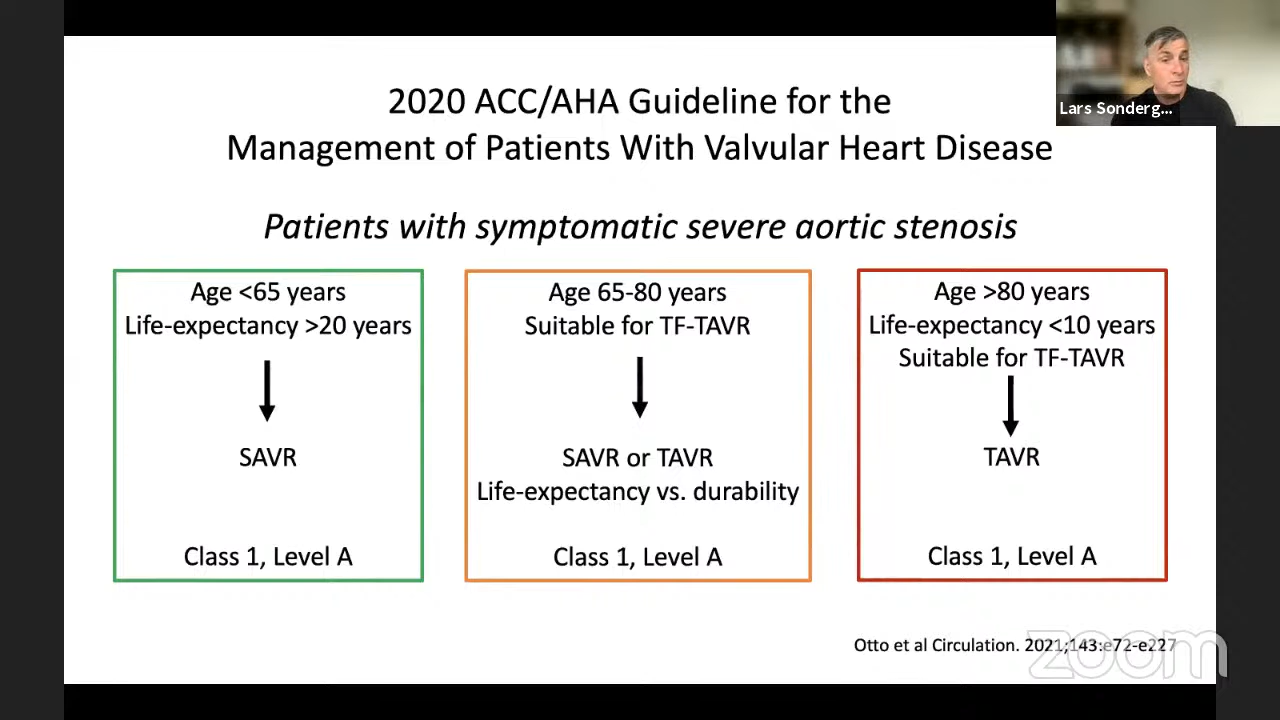 2020 ACC/AHA Guideline for the
Management of Patients With Valvular Heart Disease
Lars Sonderg...
Patients with symptomatic severe aortic stenosis
Age <65 years
Life-expectancy >20 years
SAVR
Class 1, Level A
Age 65-80 years
Suitable for TF-TAVR
SAVR or TAVR
Life-expectancy vs. durability
Class 1, Level A
Age >80 years
Life-expectancy <10 years
Suitable for TF-TAVR
TAVR
Class 1, Level A
Otto et al Circulation. 2021;143:e72-e227
zoom